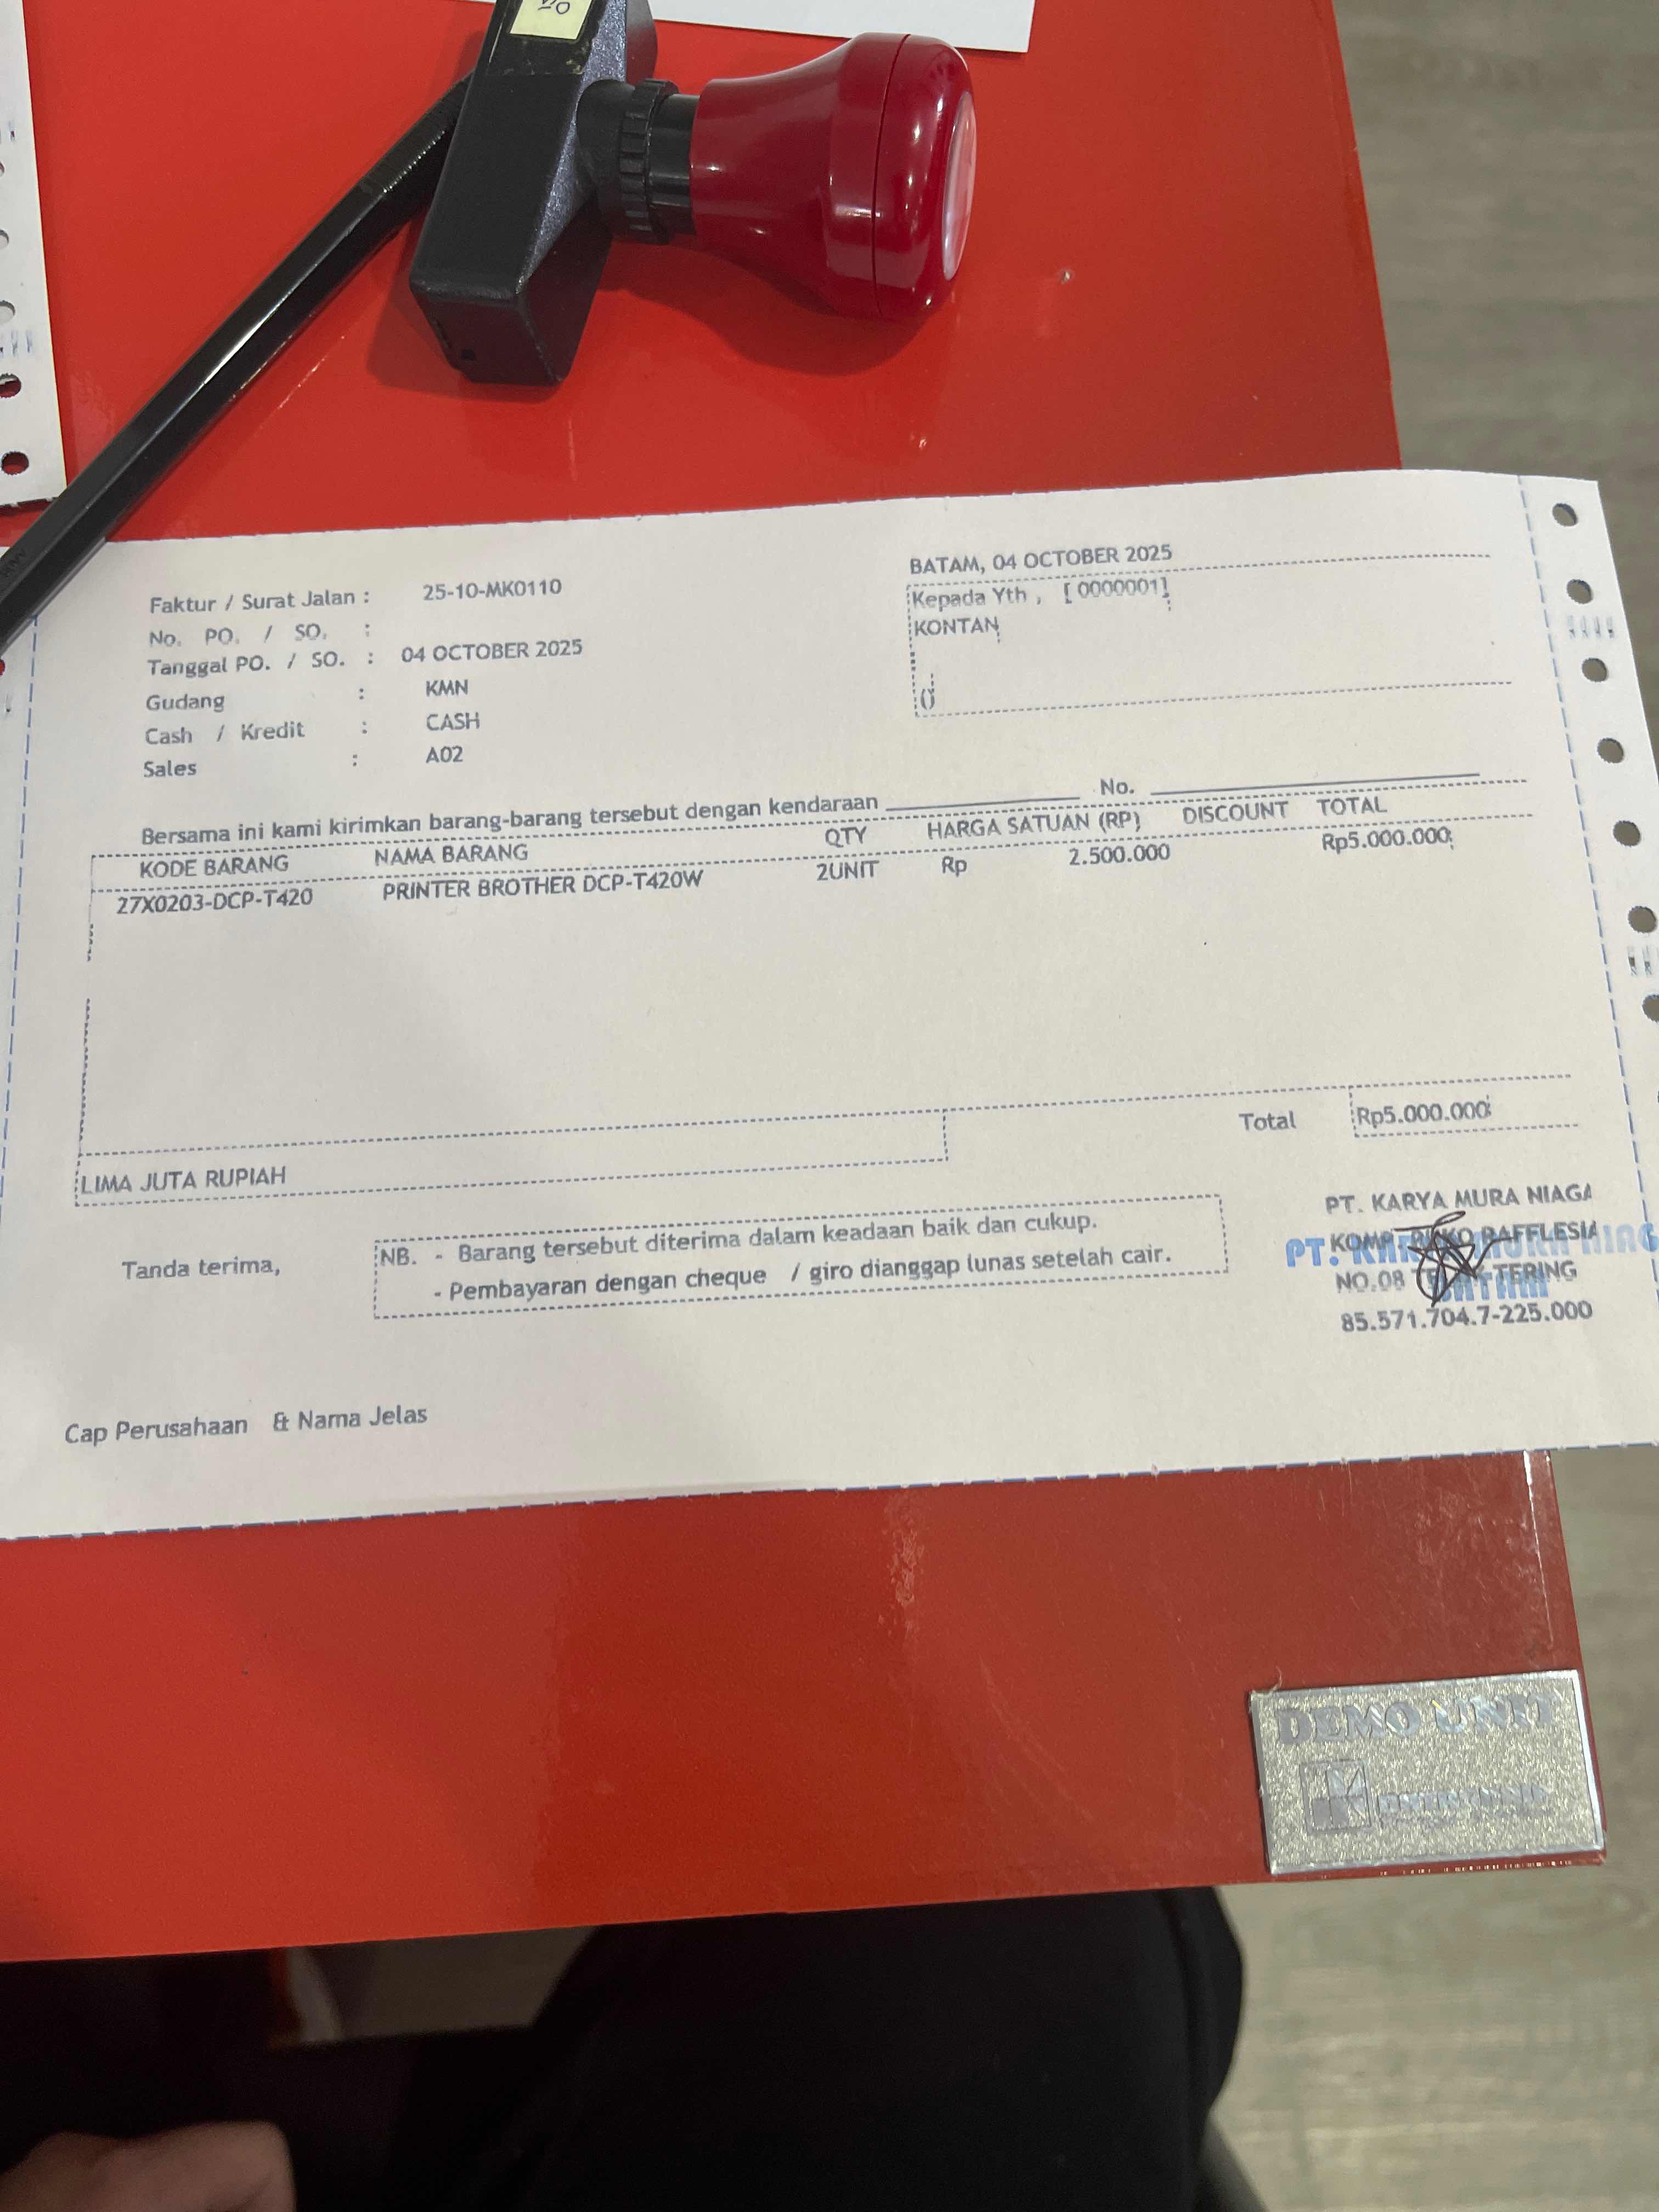 BATAM, 04 OCTOBER 2025
Faktur / Surat Jalan : 25-10-MK0110
Kepada Yth , [ 0000001]
No. PO. / SO. :
KONTAN
Tanggal PO. / SO. : 04 OCTOBER 2025
Gudang : KMN
()
Cash / Kredit : CASH
Sales : A02
Bersama ini kami kirimkan barang-barang tersebut dengan kendaraan No.
KODE BARANG NAMA BARANG QTY HARGA SATUAN (RP) DISCOUNT TOTAL
27X0203-DCP-T420 PRINTER BROTHER DCP-T420W 2UNIT Rp 2.500.000 Rp5.000.000
Total Rp5.000.000
LIMA JUTA RUPIAH
Tanda terima,
NB. - Barang tersebut diterima dalam keadaan baik dan cukup.
- Pembayaran dengan cheque / giro dianggap lunas setelah cair.
PT. KARYA MURA NIAGA
RAFFLESIA
NO.08
85.571.704.7-225.000
PT.
BATAM
Cap Perusahaan & Nama Jelas
DEMO UNIT